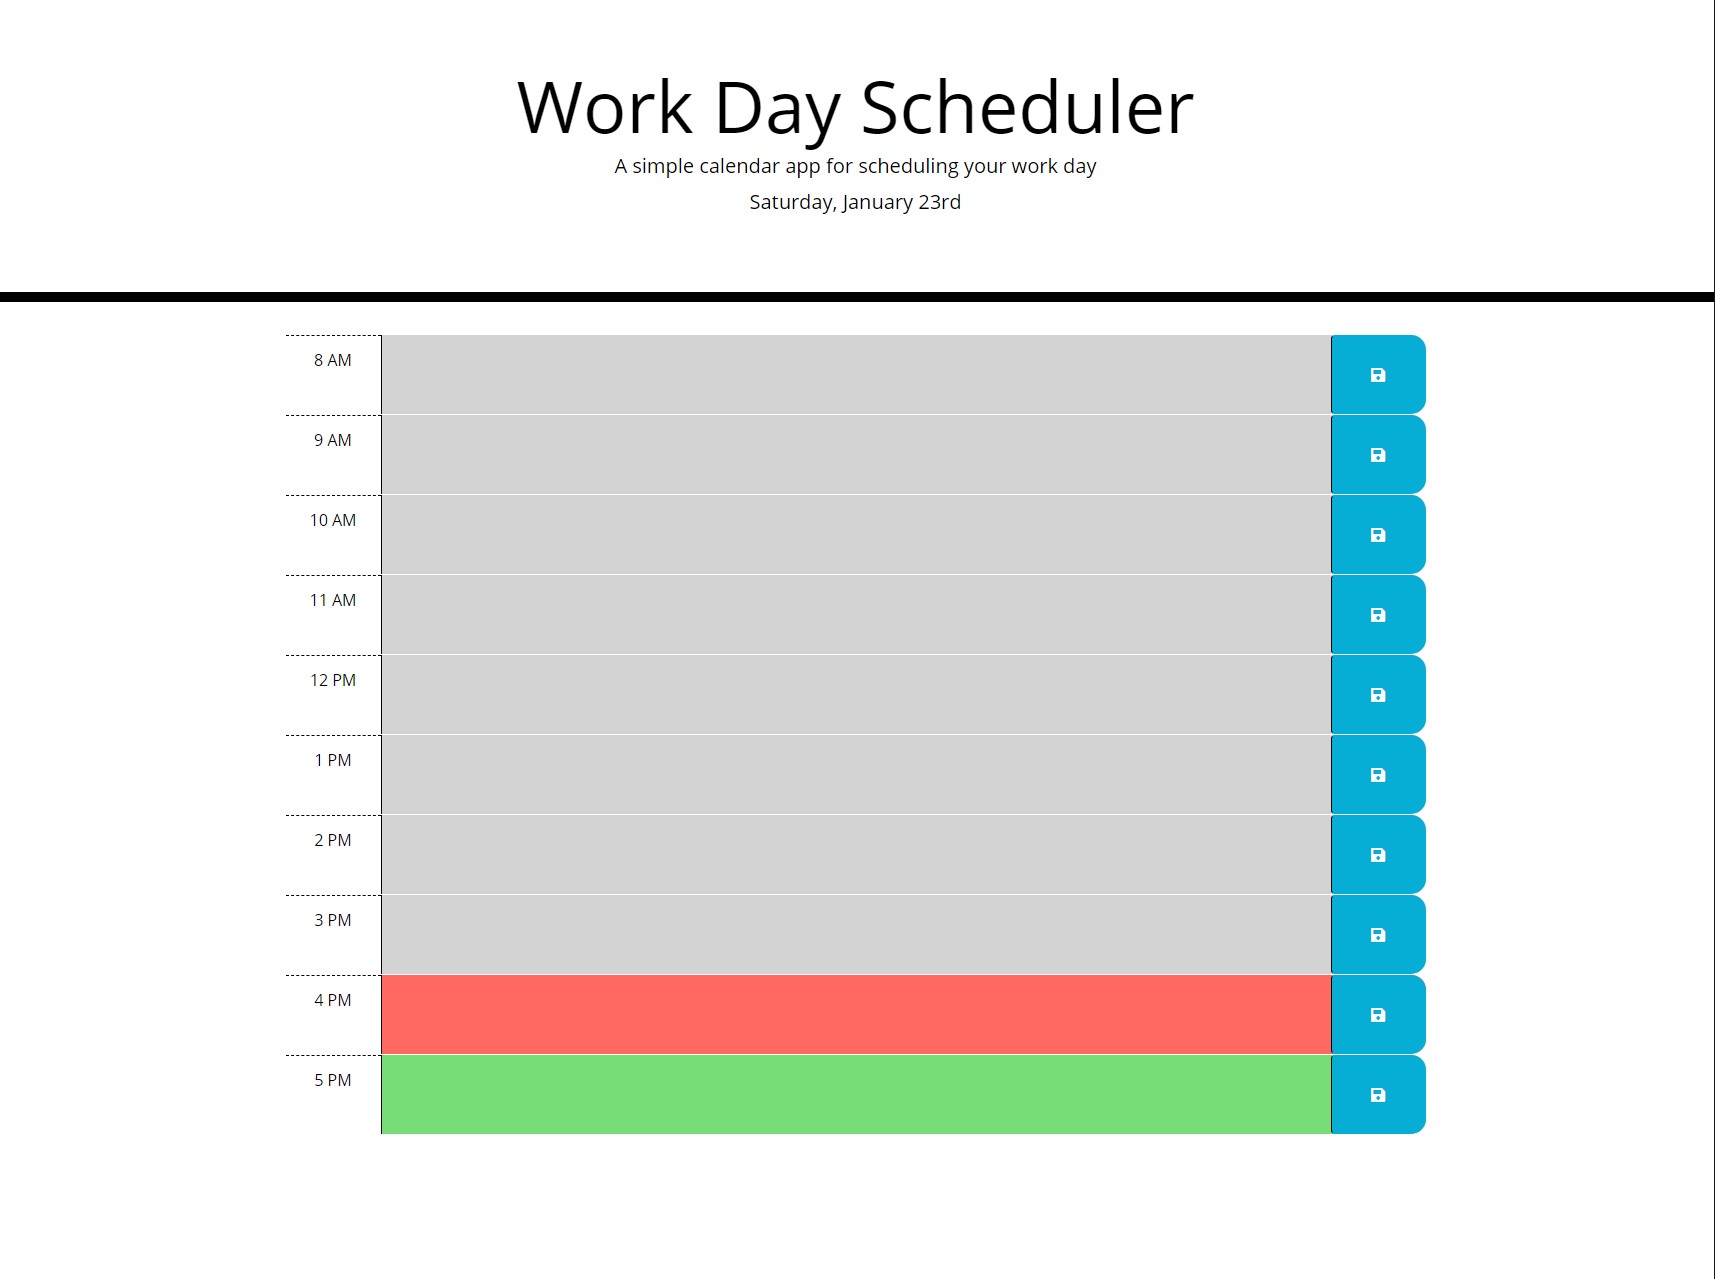 Work Day Scheduler
A simple calendar app for scheduling your work day
Saturday, January 23rd
8 AM
9 AM
10 AM
11 AM
12 PM
1 PM
2 PM
3 PM
4 PM
5 PM